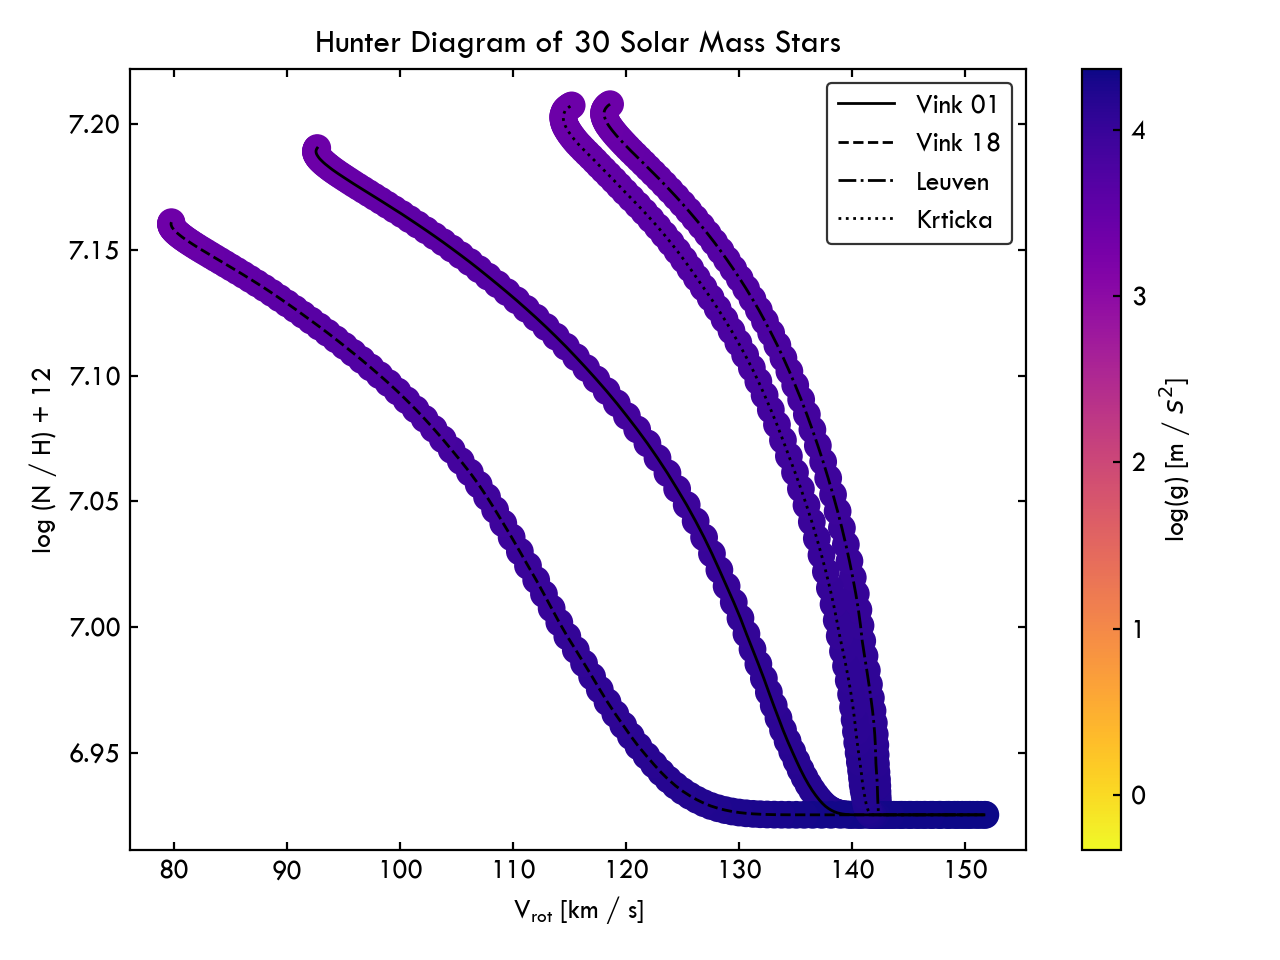 Hunter Diagram of 30 Solar Mass Stars
Vink 01
Vink 18
Leuven
Krticka
7.20
7.15
7.10
7.05
7.00
6.95
log (N / H) + 12
80
90
100
110
120
130
140
150
V_rot [km / s]
4
3
2
1
0
log(g) [m / s²]